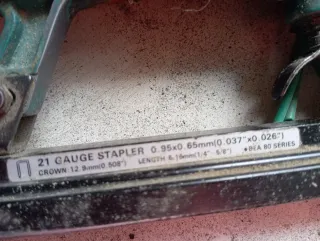 21 GAUGE STAPLER 0.95x0.65mm(0.037"x0.026")
CROWN 12.9mm(0.508") LENGTH 6-16mm(1/4" 5/8") ★BEA 80 SERIES